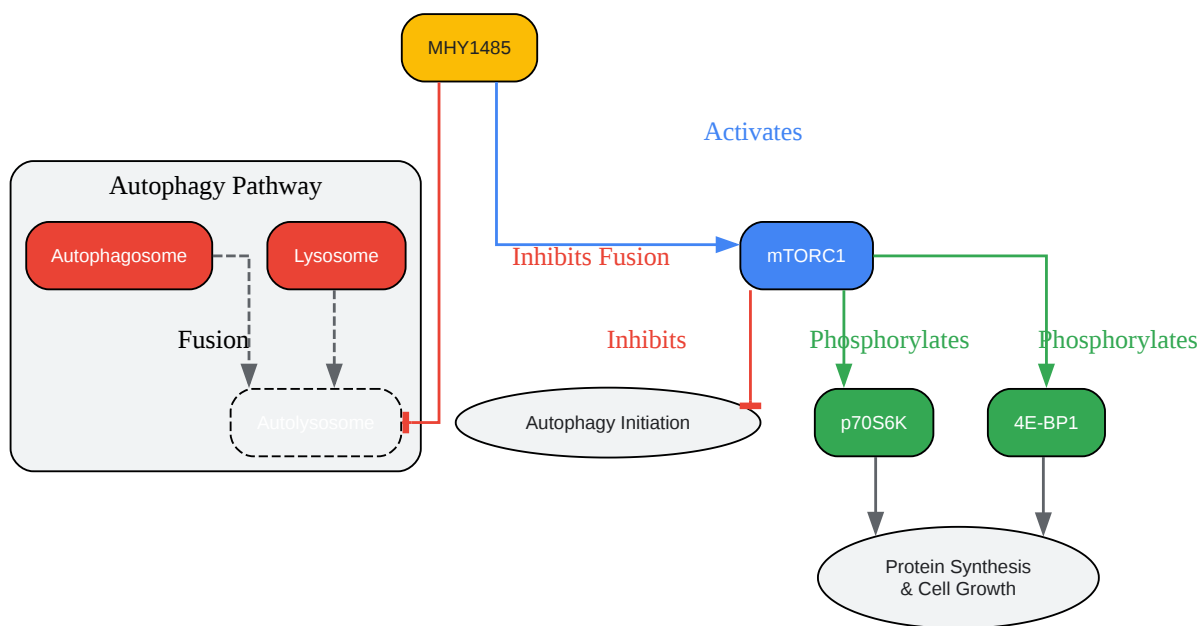 MHY1485
Activates
Autophagy Pathway
Autophagosome
Lysosome
Inhibits Fusion
mTORC1
Fusion
Inhibits
Phosphorylates
Phosphorylates
Autolysosome
Autophagy Initiation
p70S6K
4E-BP1
Protein Synthesis
& Cell Growth